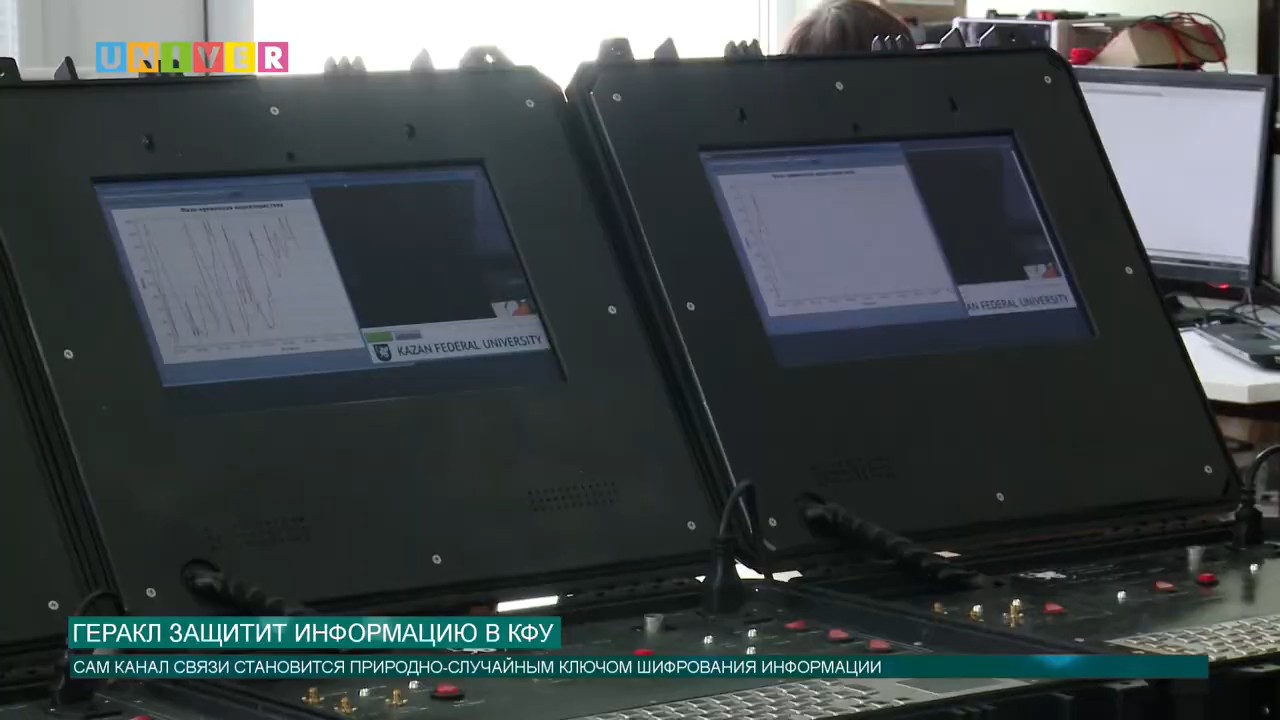 UNIVER
KAZAN FEDERAL UNIVERSITY
AN FEDERAL UNIVERSITY
ГЕРАКЛ ЗАЩИТИТ ИНФОРМАЦИЮ В КФУ
САМ КАНАЛ СВЯЗИ СТАНОВИТСЯ ПРИРОДНО-СЛУЧАЙНЫМ КЛЮЧОМ ШИФРОВАНИЯ ИНФОРМАЦИИ